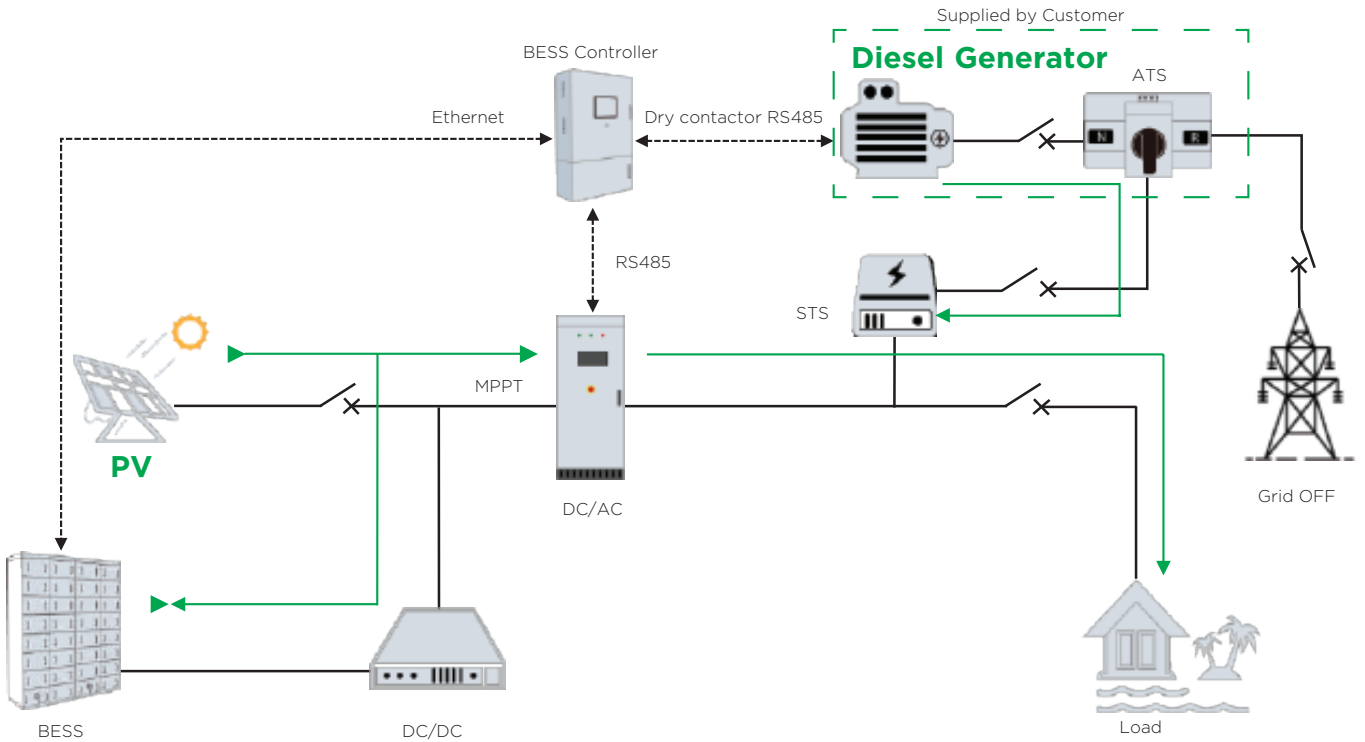 Supplied by Customer
BESS Controller
Diesel Generator
ATS
Ethernet
Dry contactor RS485
N
R
RS485
STS
MPPT
PV
DC/AC
Grid OFF
BESS
DC/DC
Load